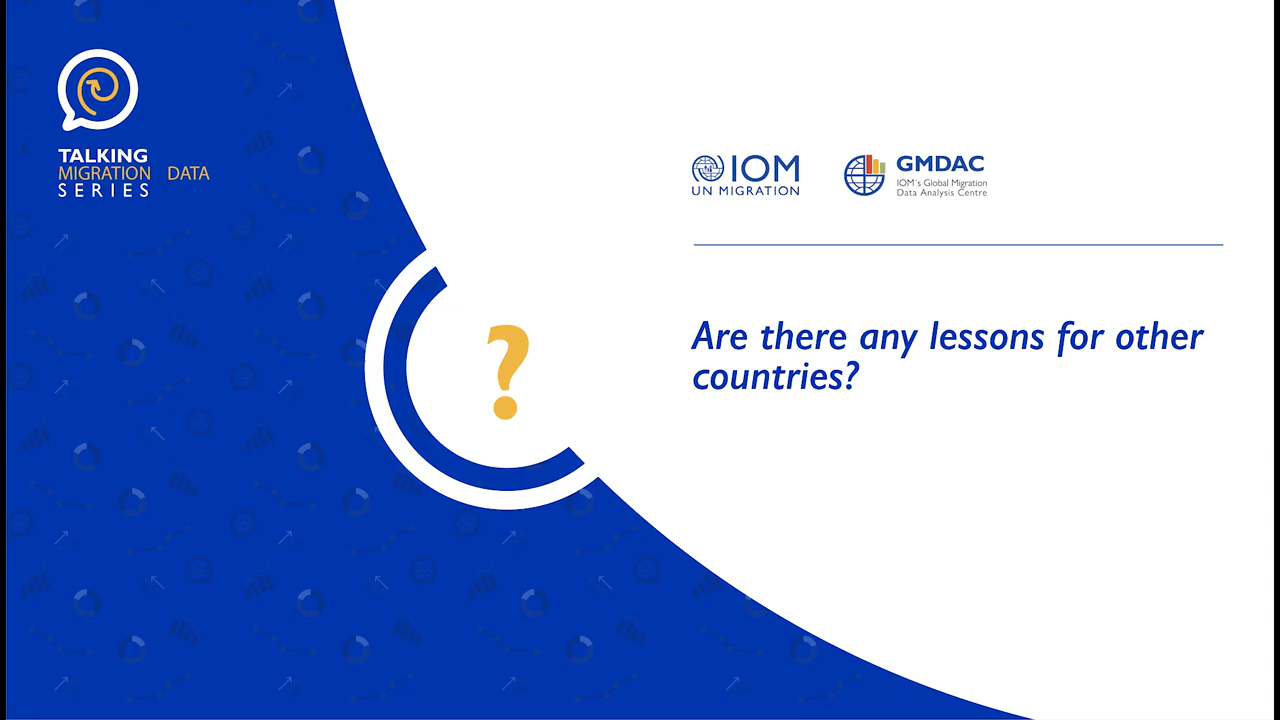 TALKING
MIGRATION DATA
SERIES
IOM
UN MIGRATION
GMDAC
IOM's Global Migration
Data Analysis Centre
?
Are there any lessons for other
countries?